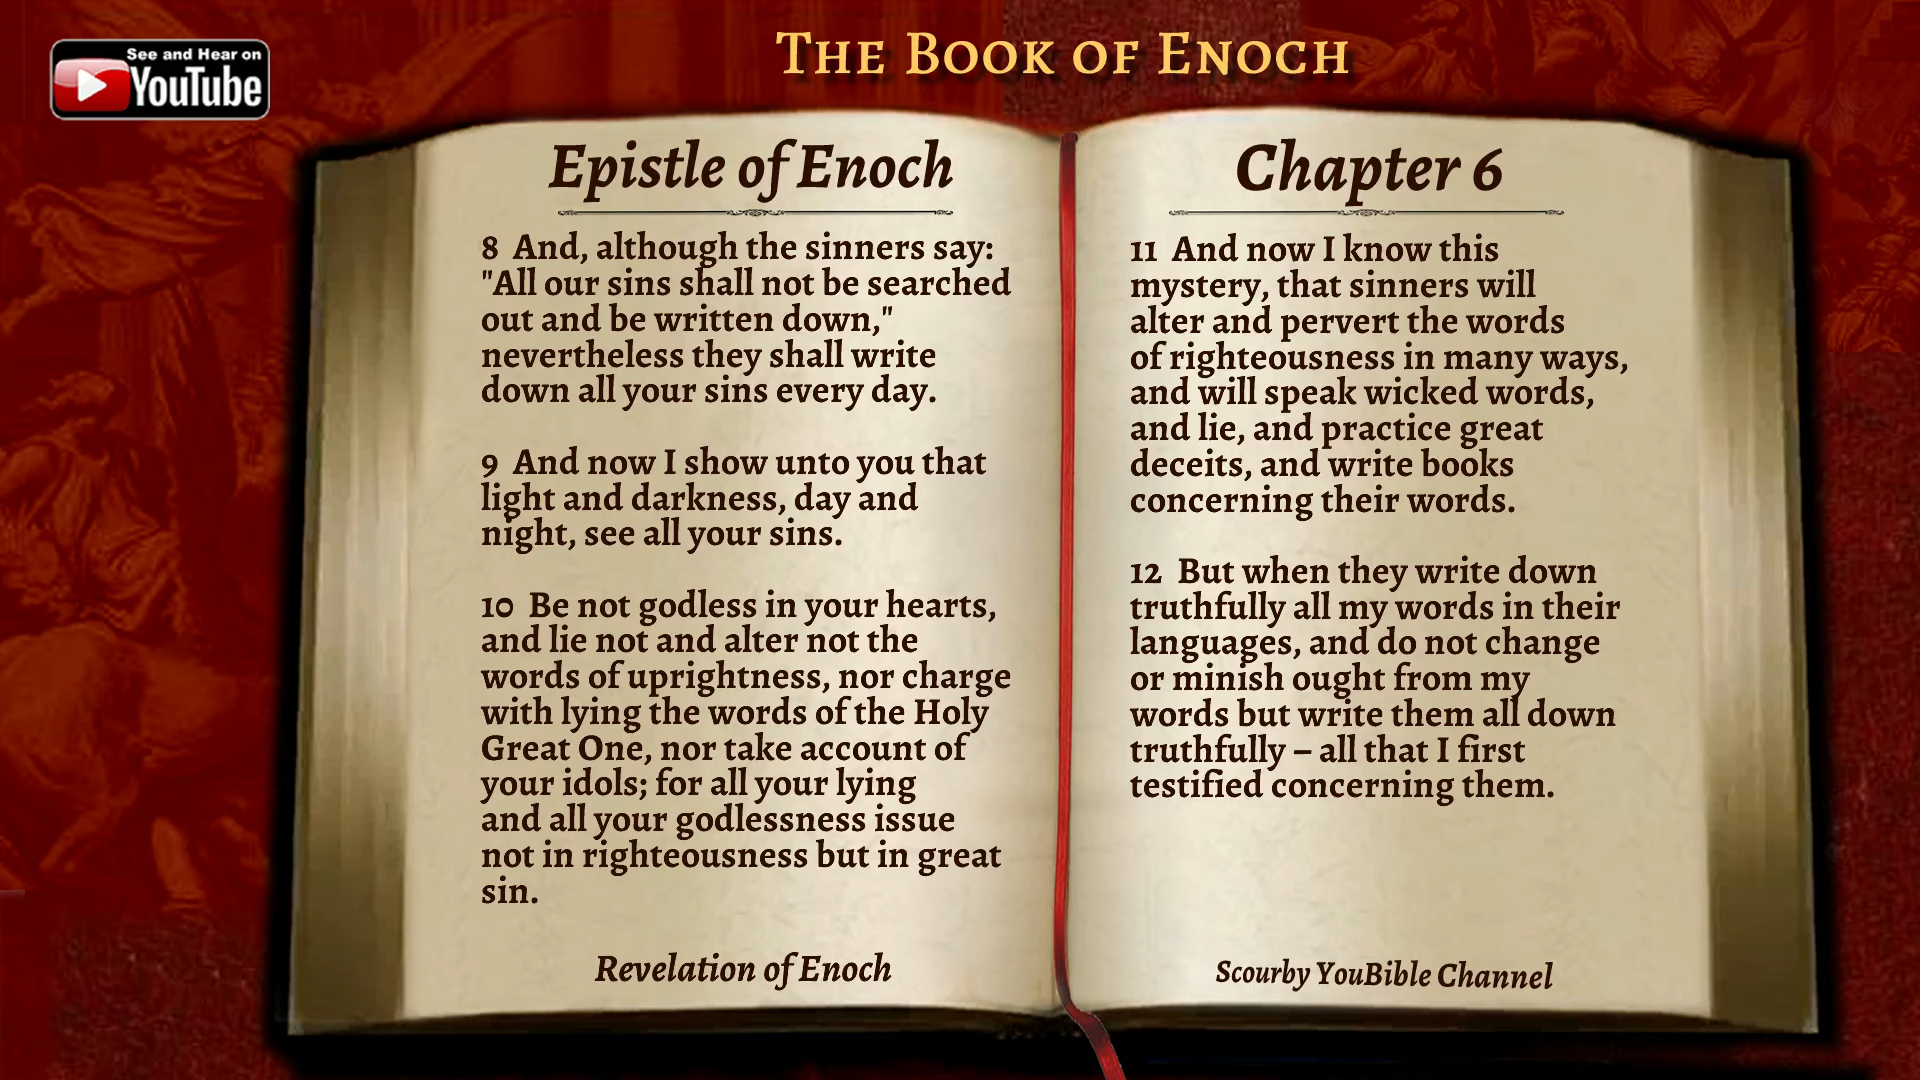 See and Hear on
YouTube
The Book of Enoch
Epistle of Enoch
8 And, although the sinners say:
"All our sins shall not be searched
out and be written down,"
nevertheless they shall write
down all your sins every day.
9 And now I show unto you that
light and darkness, day and
night, see all your sins.
10 Be not godless in your hearts,
and lie not and alter not the
words of uprightness, nor charge
with lying the words of the Holy
Great One, nor take account of
your idols; for all your lying
and all your godlessness issue
not in righteousness but in great
sin.
Revelation of Enoch
Chapter 6
11 And now I know this
mystery, that sinners will
alter and pervert the words
of righteousness in many ways,
and will speak wicked words,
and lie, and practice great
deceits, and write books
concerning their words.
12 But when they write down
truthfully all my words in their
languages, and do not change
or minish ought from my
words but write them all down
truthfully – all that I first
testified concerning them.
Scourby YouBible Channel